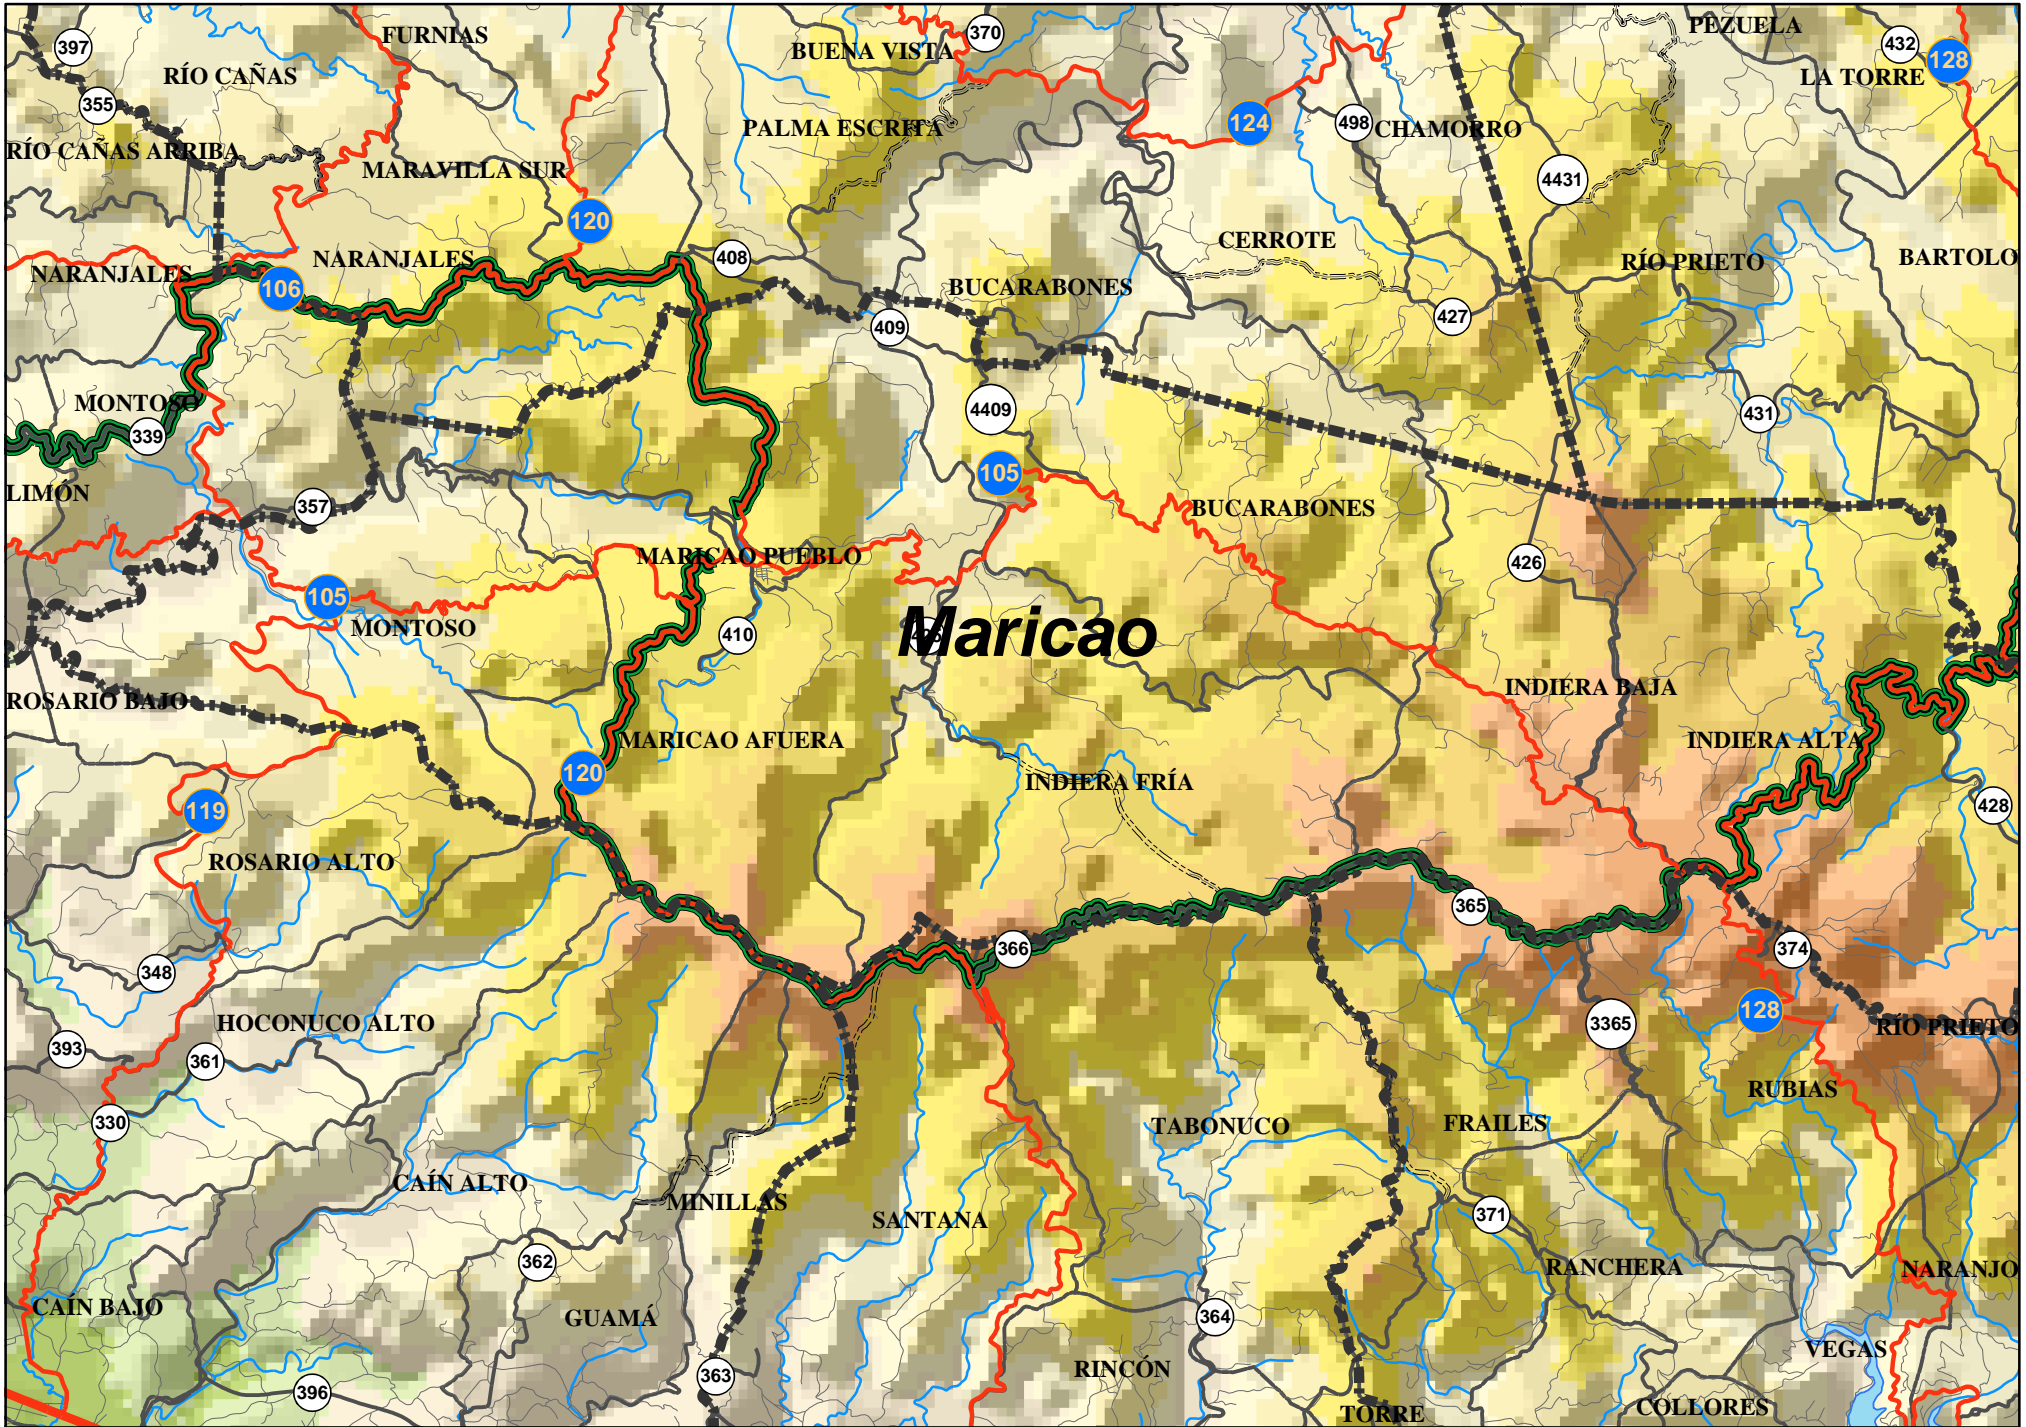 397
FURNIAS
RÍO CAÑAS
355
RÍO CAÑAS ARRIBA
MARAVILLA SUR
120
BUENA VISTA
370
PALMA ESCRITA
124
498
CHAMORRO
4431
PEZUELA
432
128
LA TORRE
NARANJALES
106
NARANJALES
408
409
BUCARABONES
CERROTE
427
RÍO PRIETO
BARTOLO
MONTOSO
339
LIMÓN
357
4409
105
BUCARABONES
431
426
MARICAO PUEBLO
105
MONTOSO
410
Maricao
ROSARIO BAJO
MARICAO AFUERA
120
INDIERA FRÍA
INDIERA BAJA
INDIERA ALTA
428
119
ROSARIO ALTO
348
366
365
374
HOCONUCO ALTO
393
361
330
3365
128
RÍO PRIETO
RUBIAS
TABONUCO
FRAILES
CAÍN ALTO
MINILLAS
SANTANA
371
362
RANCHERA
NARANJO
CAÍN BAJO
GUAMÁ
364
VEGAS
363
RINCÓN
396
TORRE
COLLORES